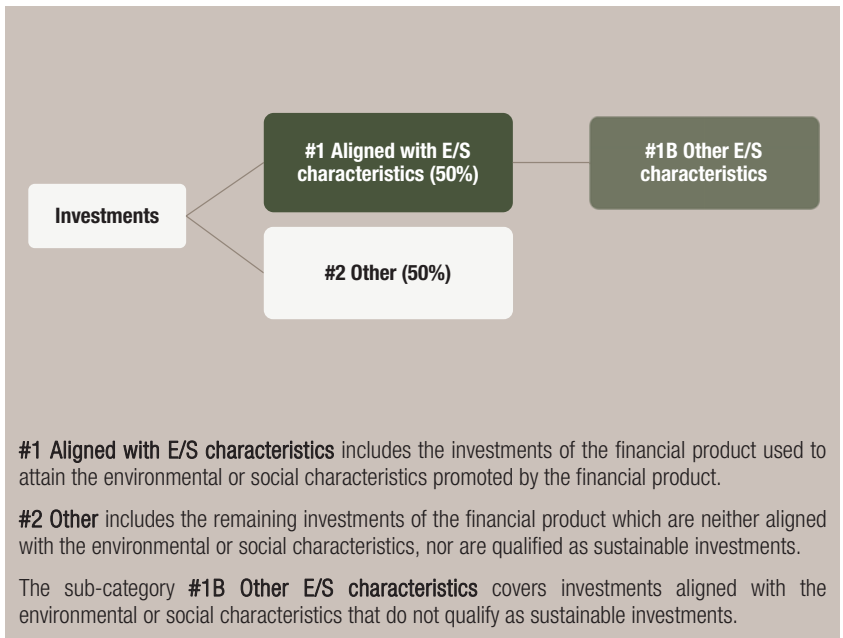 #1 Aligned with E/S
characteristics (50%)
#1B Other E/S
characteristics
Investments
#2 Other (50%)
#1 Aligned with E/S characteristics includes the investments of the financial product used to
attain the environmental or social characteristics promoted by the financial product.
#2 Other includes the remaining investments of the financial product which are neither aligned
with the environmental or social characteristics, nor are qualified as sustainable investments.
The sub-category #1B Other E/S characteristics covers investments aligned with the
environmental or social characteristics that do not qualify as sustainable investments.